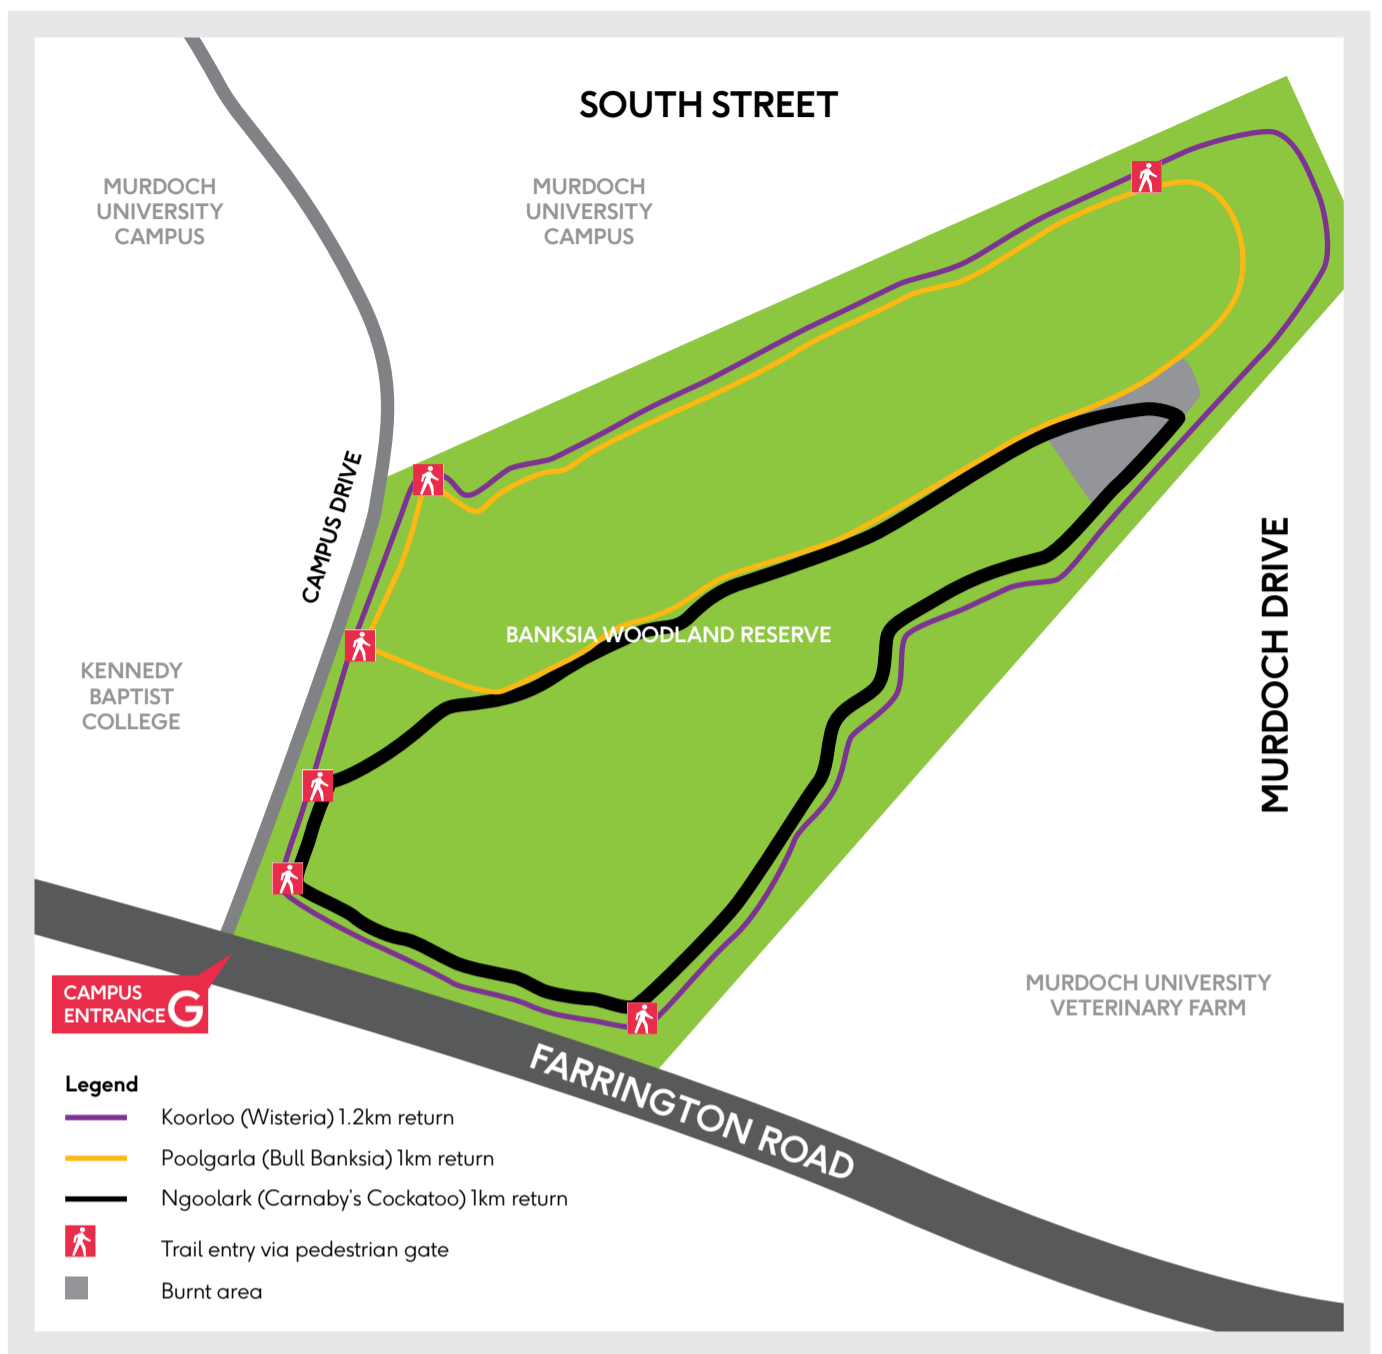 SOUTH STREET
MURDOCH
UNIVERSITY
CAMPUS
MURDOCH
UNIVERSITY
CAMPUS
CAMPUS DRIVE
BANKSIA WOODLAND RESERVE
KENNEDY
BAPTIST
COLLEGE
MURDOCH DRIVE
MURDOCH UNIVERSITY
VETERINARY FARM
CAMPUS
ENTRANCE G
FARRINGTON ROAD
Legend
Koorloo (Wisteria) 1.2km return
Poolgarla (Bull Banksia) 1km return
Ngoolark (Carnaby's Cockatoo) 1km return
Trail entry via pedestrian gate
Burnt area